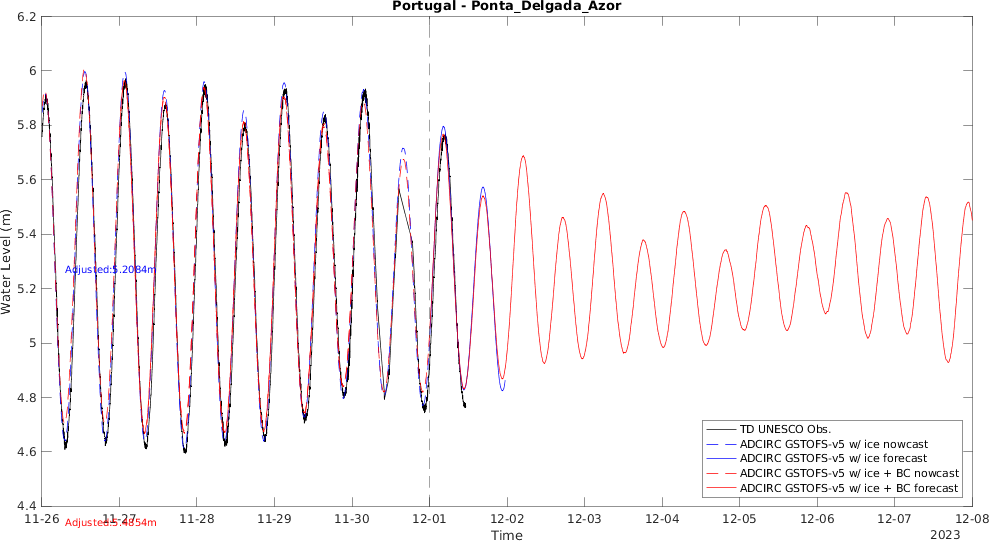 Portugal - Ponta_Delgada_Azor
6.2
6
5.8
5.6
5.4
5.2
5
4.8
4.6
4.4
Water Level (m)
Adjusted:5.2084m
Adjusted:5.4854m
TD UNESCO Obs.
ADCIRC GSTOFS-v5 w/ ice nowcast
ADCIRC GSTOFS-v5 w/ ice forecast
ADCIRC GSTOFS-v5 w/ ice + BC nowcast
ADCIRC GSTOFS-v5 w/ ice + BC forecast
11-26 11-27 11-28 11-29 11-30 12-01 12-02 12-03 12-04 12-05 12-06 12-07 12-08
Time
2023